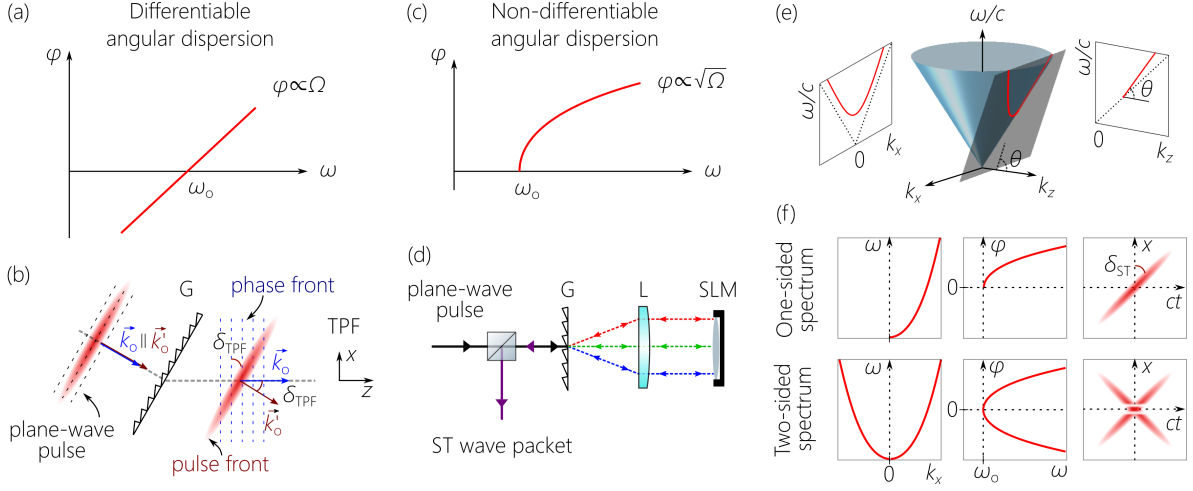 (a)
Differentiable
angular dispersion
φ
φ∝Ω
ω
ωₒ
(b)
G
phase front
TPF
k⃗ₒ ∥ k⃗ₒ′
δTPF
k⃗ₒ
x
z
δTPF
k⃗ₒ′
plane-wave
pulse
pulse front
(c)
Non-differentiable
angular dispersion
φ
φ∝√Ω
ω
ωₒ
(d)
plane-wave
pulse
G
L
SLM
ST wave packet
(e)
ω/c
ω/c
0
kₓ
θ
kₓ
k_z
ω/c
θ
0
k_z
(f)
One-sided
spectrum
ω
φ
0
x
δST
ct
Two-sided
spectrum
ω
0
kₓ
φ
0
ωₒ
ω
x
ct